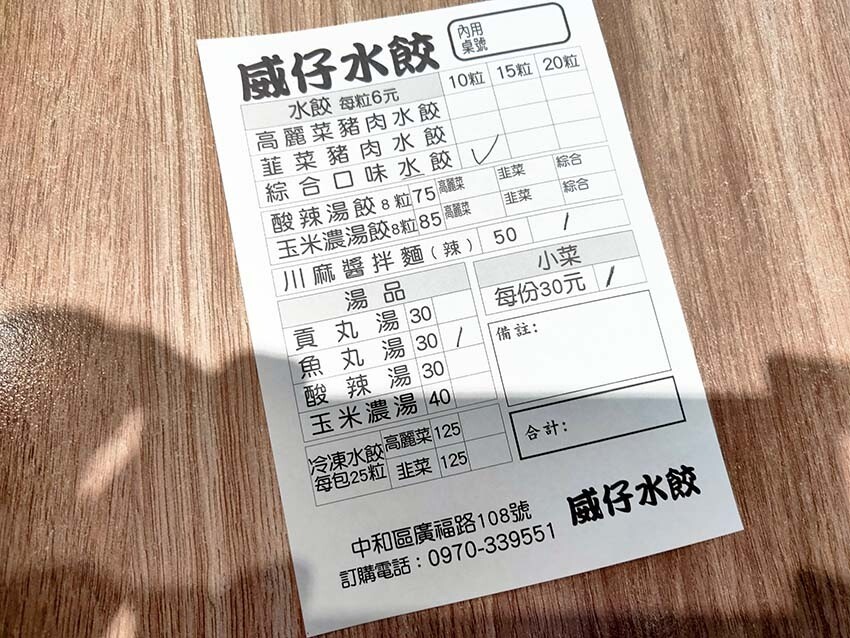 威仔水餃
內用
桌號
水餃 每粒6元 10粒 15粒 20粒
高麗菜豬肉水餃
韮菜豬肉水餃
綜合口味水餃 ✓
酸辣湯餃8粒 75 高麗菜 韭菜 綜合
玉米濃湯餃8粒 85 高麗菜 韭菜 綜合
川麻醬拌麵(辣) 50 /
湯品
貢丸湯 30
魚丸湯 30 /
酸辣湯 30
玉米濃湯 40
小菜
每份30元 /
備註:
合計:
冷凍水餃
每包25粒
高麗菜 125
韭菜 125
威仔水餃
中和區廣福路108號
訂購電話:0970-339551